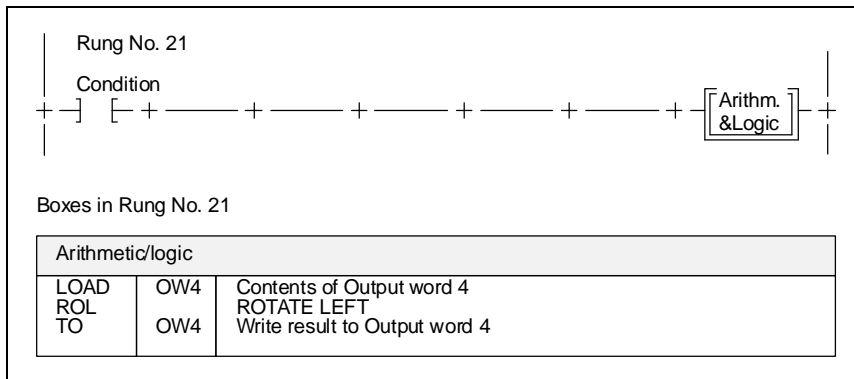 Rung No. 21
Condition
Arithm.
&Logic
Boxes in Rung No. 21
Arithmetic/logic
LOAD OW4 Contents of Output word 4
ROL ROTATE LEFT
TO OW4 Write result to Output word 4